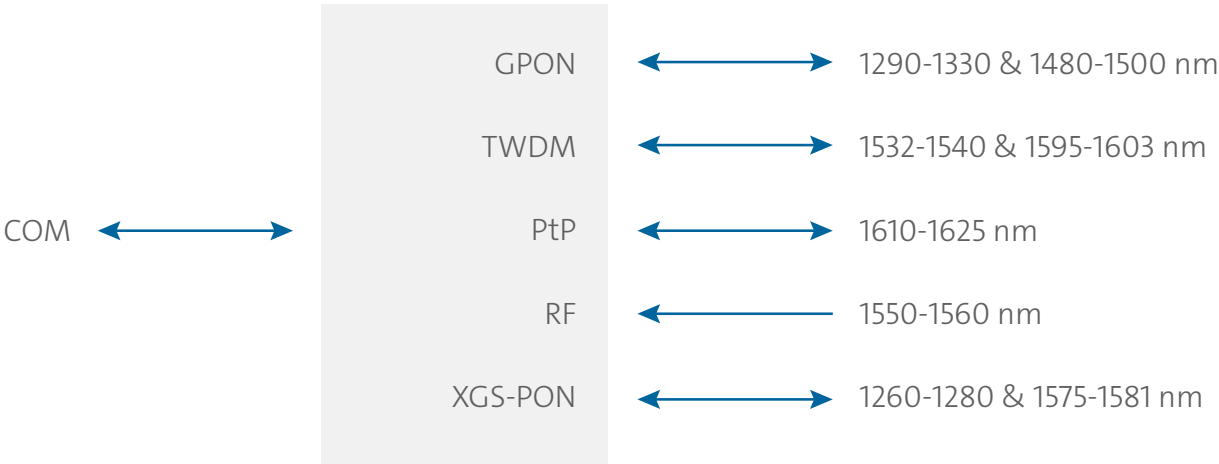 GPON 1290-1330 & 1480-1500 nm
TWDM 1532-1540 & 1595-1603 nm
COM PtP 1610-1625 nm
RF 1550-1560 nm
XGS-PON 1260-1280 & 1575-1581 nm